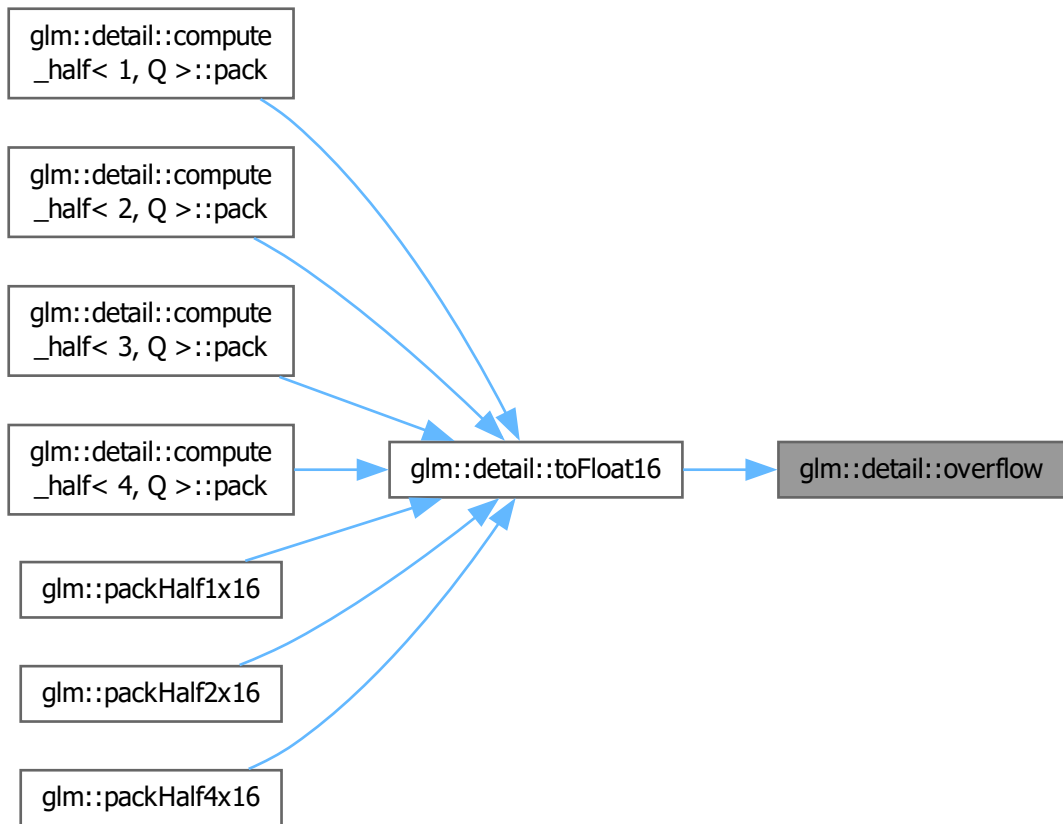 glm::detail::compute
_half< 1, Q >::pack
glm::detail::compute
_half< 2, Q >::pack
glm::detail::compute
_half< 3, Q >::pack
glm::detail::compute
_half< 4, Q >::pack
glm::detail::toFloat16
glm::detail::overflow
glm::packHalf1x16
glm::packHalf2x16
glm::packHalf4x16